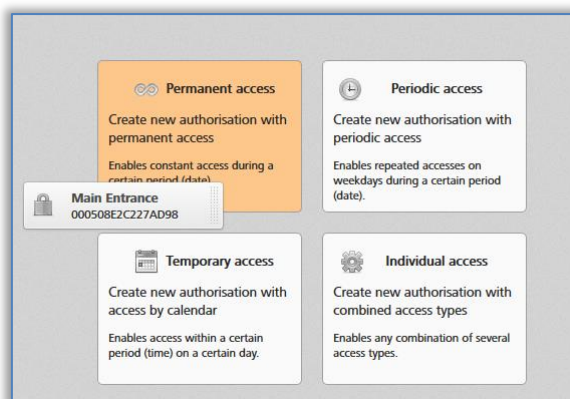 Permanent access
Create new authorisation with
permanent access
Enables constant access during a
certain period (date)
Periodic access
Create new authorisation with
periodic access
Enables repeated accesses on
weekdays during a certain period
(date).
Main Entrance
000508E2C227AD98
Temporary access
Create new authorisation with
access by calendar
Enables access within a certain
period (time) on a certain day.
Individual access
Create new authorisation with
combined access types
Enables any combination of several
access types.